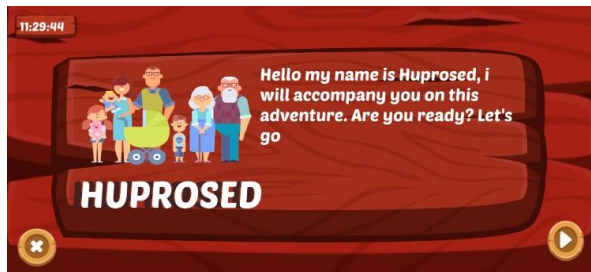 11:29:44
Hello my name is Huprosed, i
will accompany you on this
adventure. Are you ready? Let's
go
HUPROSED